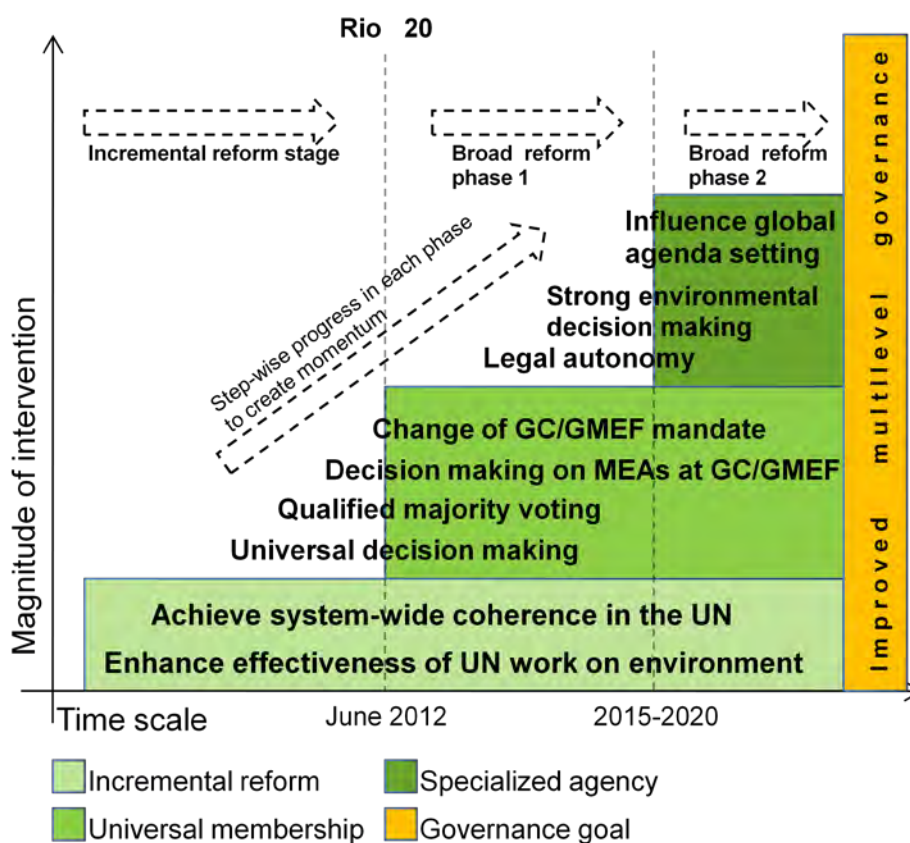 Rio 20
Incremental reform stage
Broad reform
phase 1
Broad reform
phase 2
Step-wise progress in each phase
to create momentum
Influence global
agenda setting
Strong environmental
decision making
Legal autonomy
Change of GC/GMEF mandate
Decision making on MEAs at GC/GMEF
Qualified majority voting
Universal decision making
Achieve system-wide coherence in the UN
Enhance effectiveness of UN work on environment
Improved multilevel governance
Magnitude of intervention
Time scale
June 2012
2015-2020
Incremental reform
Specialized agency
Universal membership
Governance goal